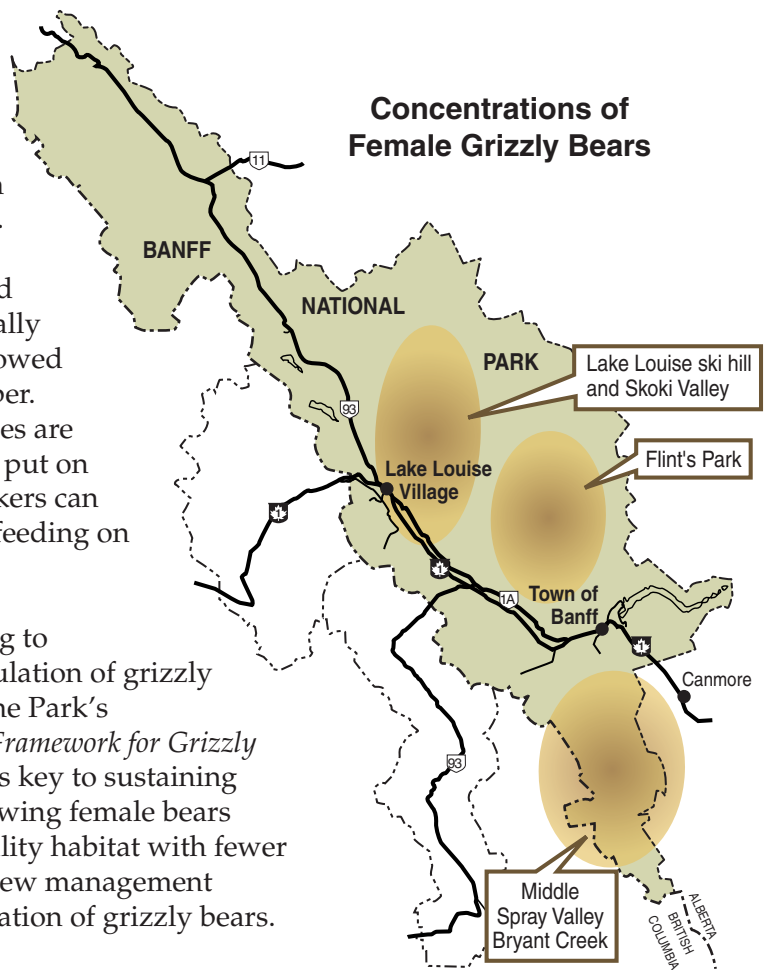 Concentrations of
Female Grizzly Bears
11
BANFF
NATIONAL
PARK
93
Lake Louise ski hill
and Skoki Valley
Flint's Park
Lake Louise
Village
1
1
1A
Town of
Banff
1
Canmore
93
Middle
Spray Valley
Bryant Creek
ALBERTA
BRITISH
COLUMBIA
ally
owed
es are
put on
kers can
feeding on
g to
ulation of grizzly
ne Park's
Framework for Grizzly
s key to sustaining
wing female bears
lity habitat with fewer
ew management
ation of grizzly bears.